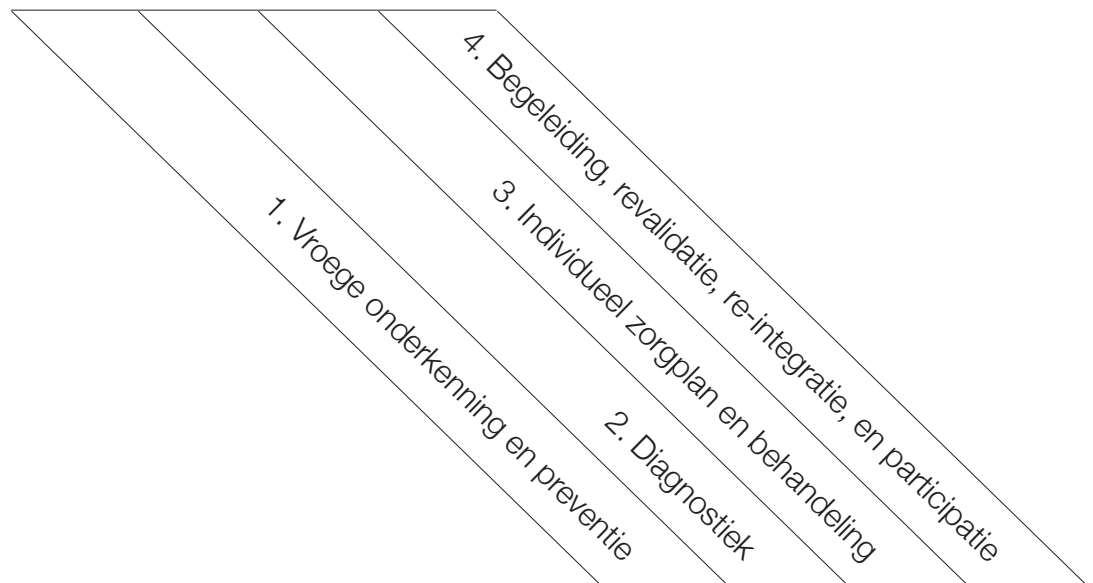 1. Vroege onderkenning en preventie
2. Diagnostiek
3. Individueel zorgplan en behandeling
4. Begeleiding, revalidatie, re-integratie, en participatie